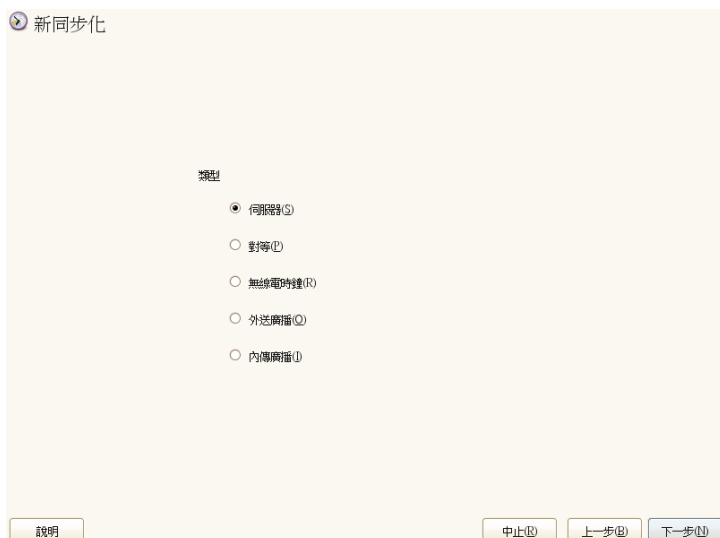 新同步化
類型
伺服器(S)
對等(P)
無線電時鐘(R)
外送廣播(O)
內傳廣播(I)
說明
中止(R)
上一步(B)
下一步(N)